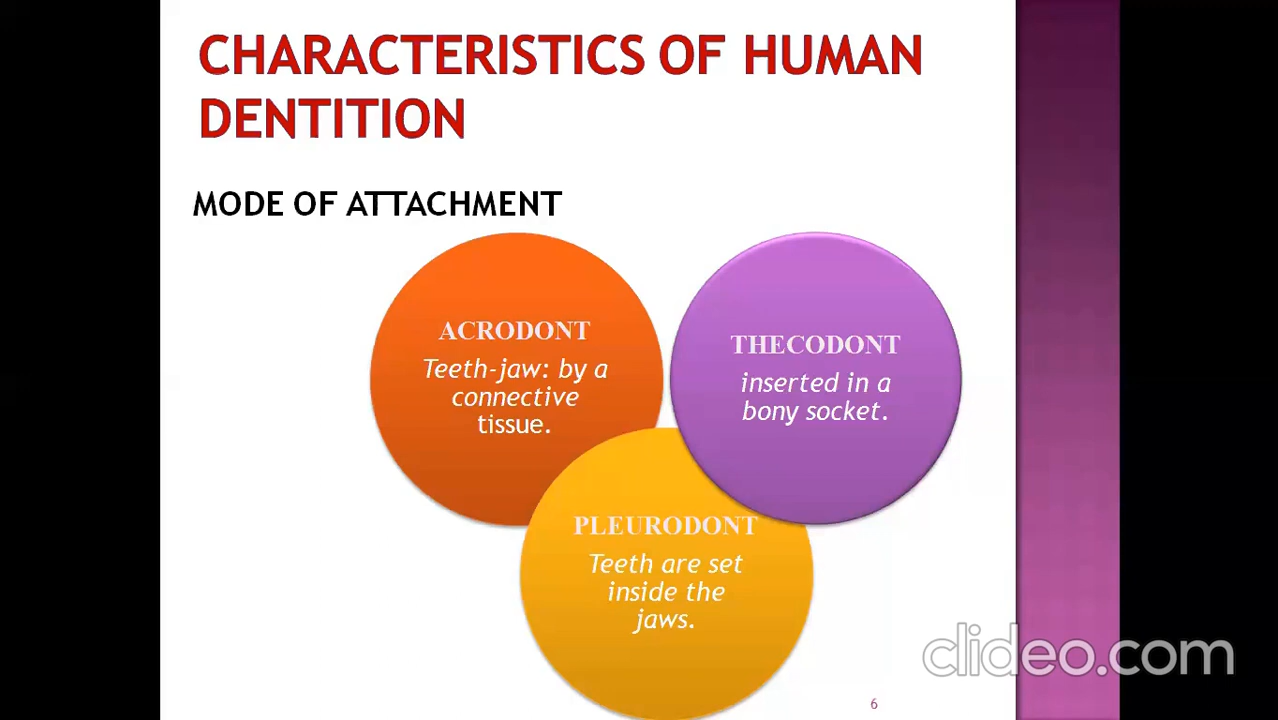 CHARACTERISTICS OF HUMAN
DENTITION
MODE OF ATTACHMENT
ACRODONT
Teeth-jaw: by a
connective
tissue.
THECODONT
inserted in a
bony socket.
PLEURODONT
Teeth are set
inside the
jaws.
clideo.com
6